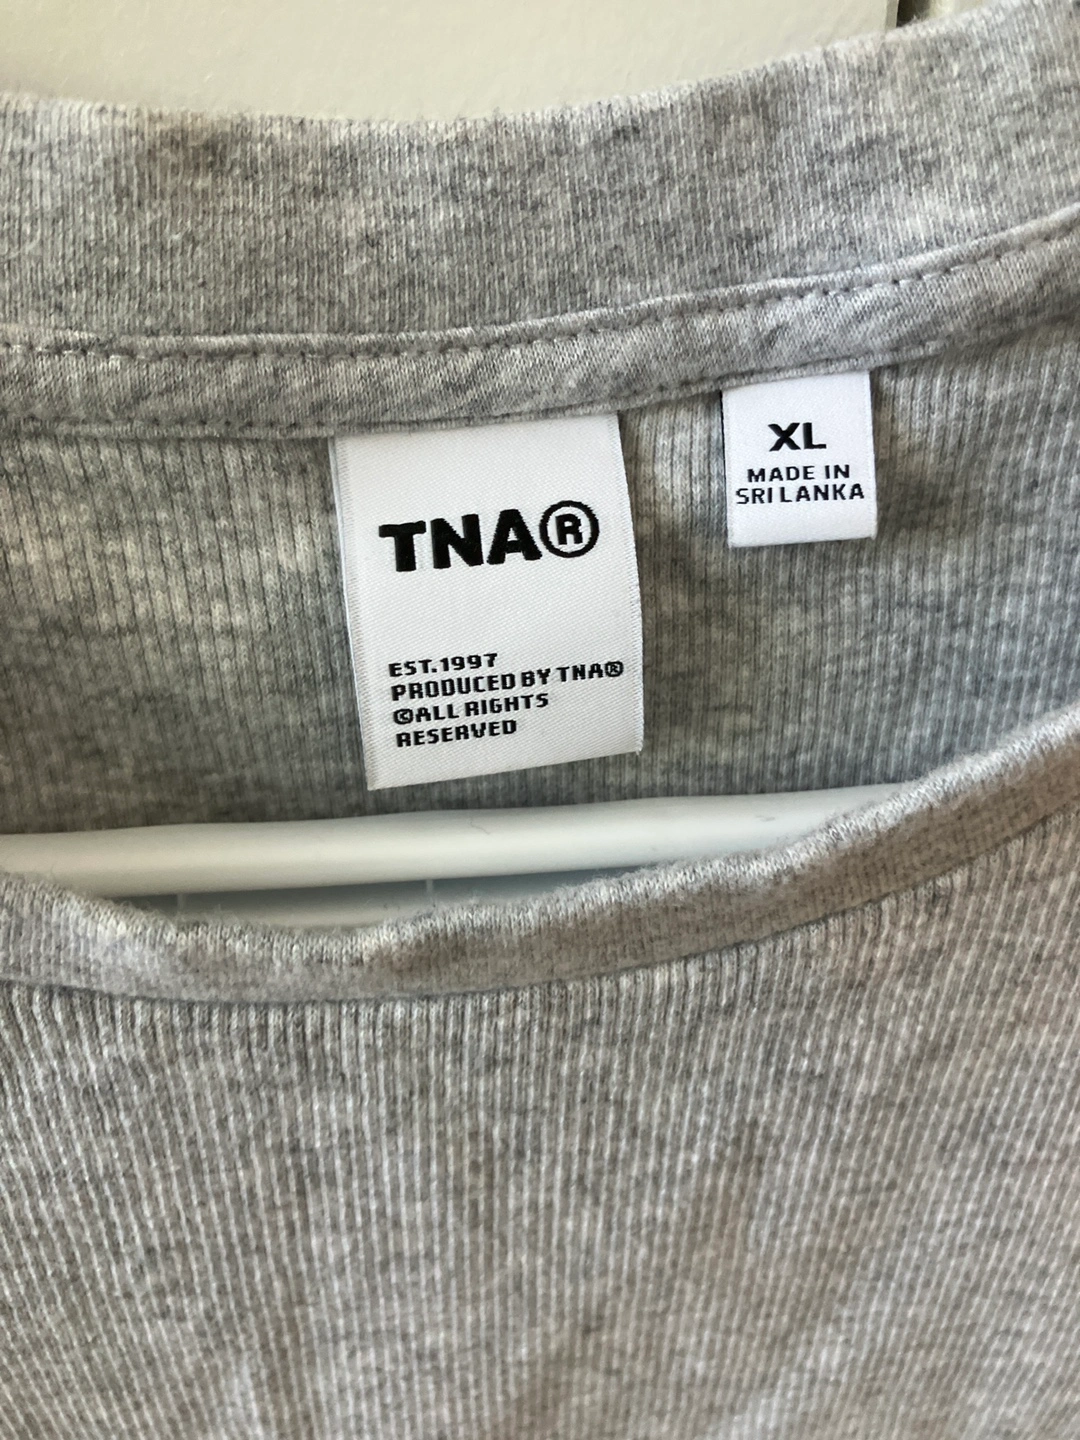 TNA®
EST.1997
PRODUCED BY TNA®
©ALL RIGHTS
RESERVED
XL
MADE IN
SRI LANKA